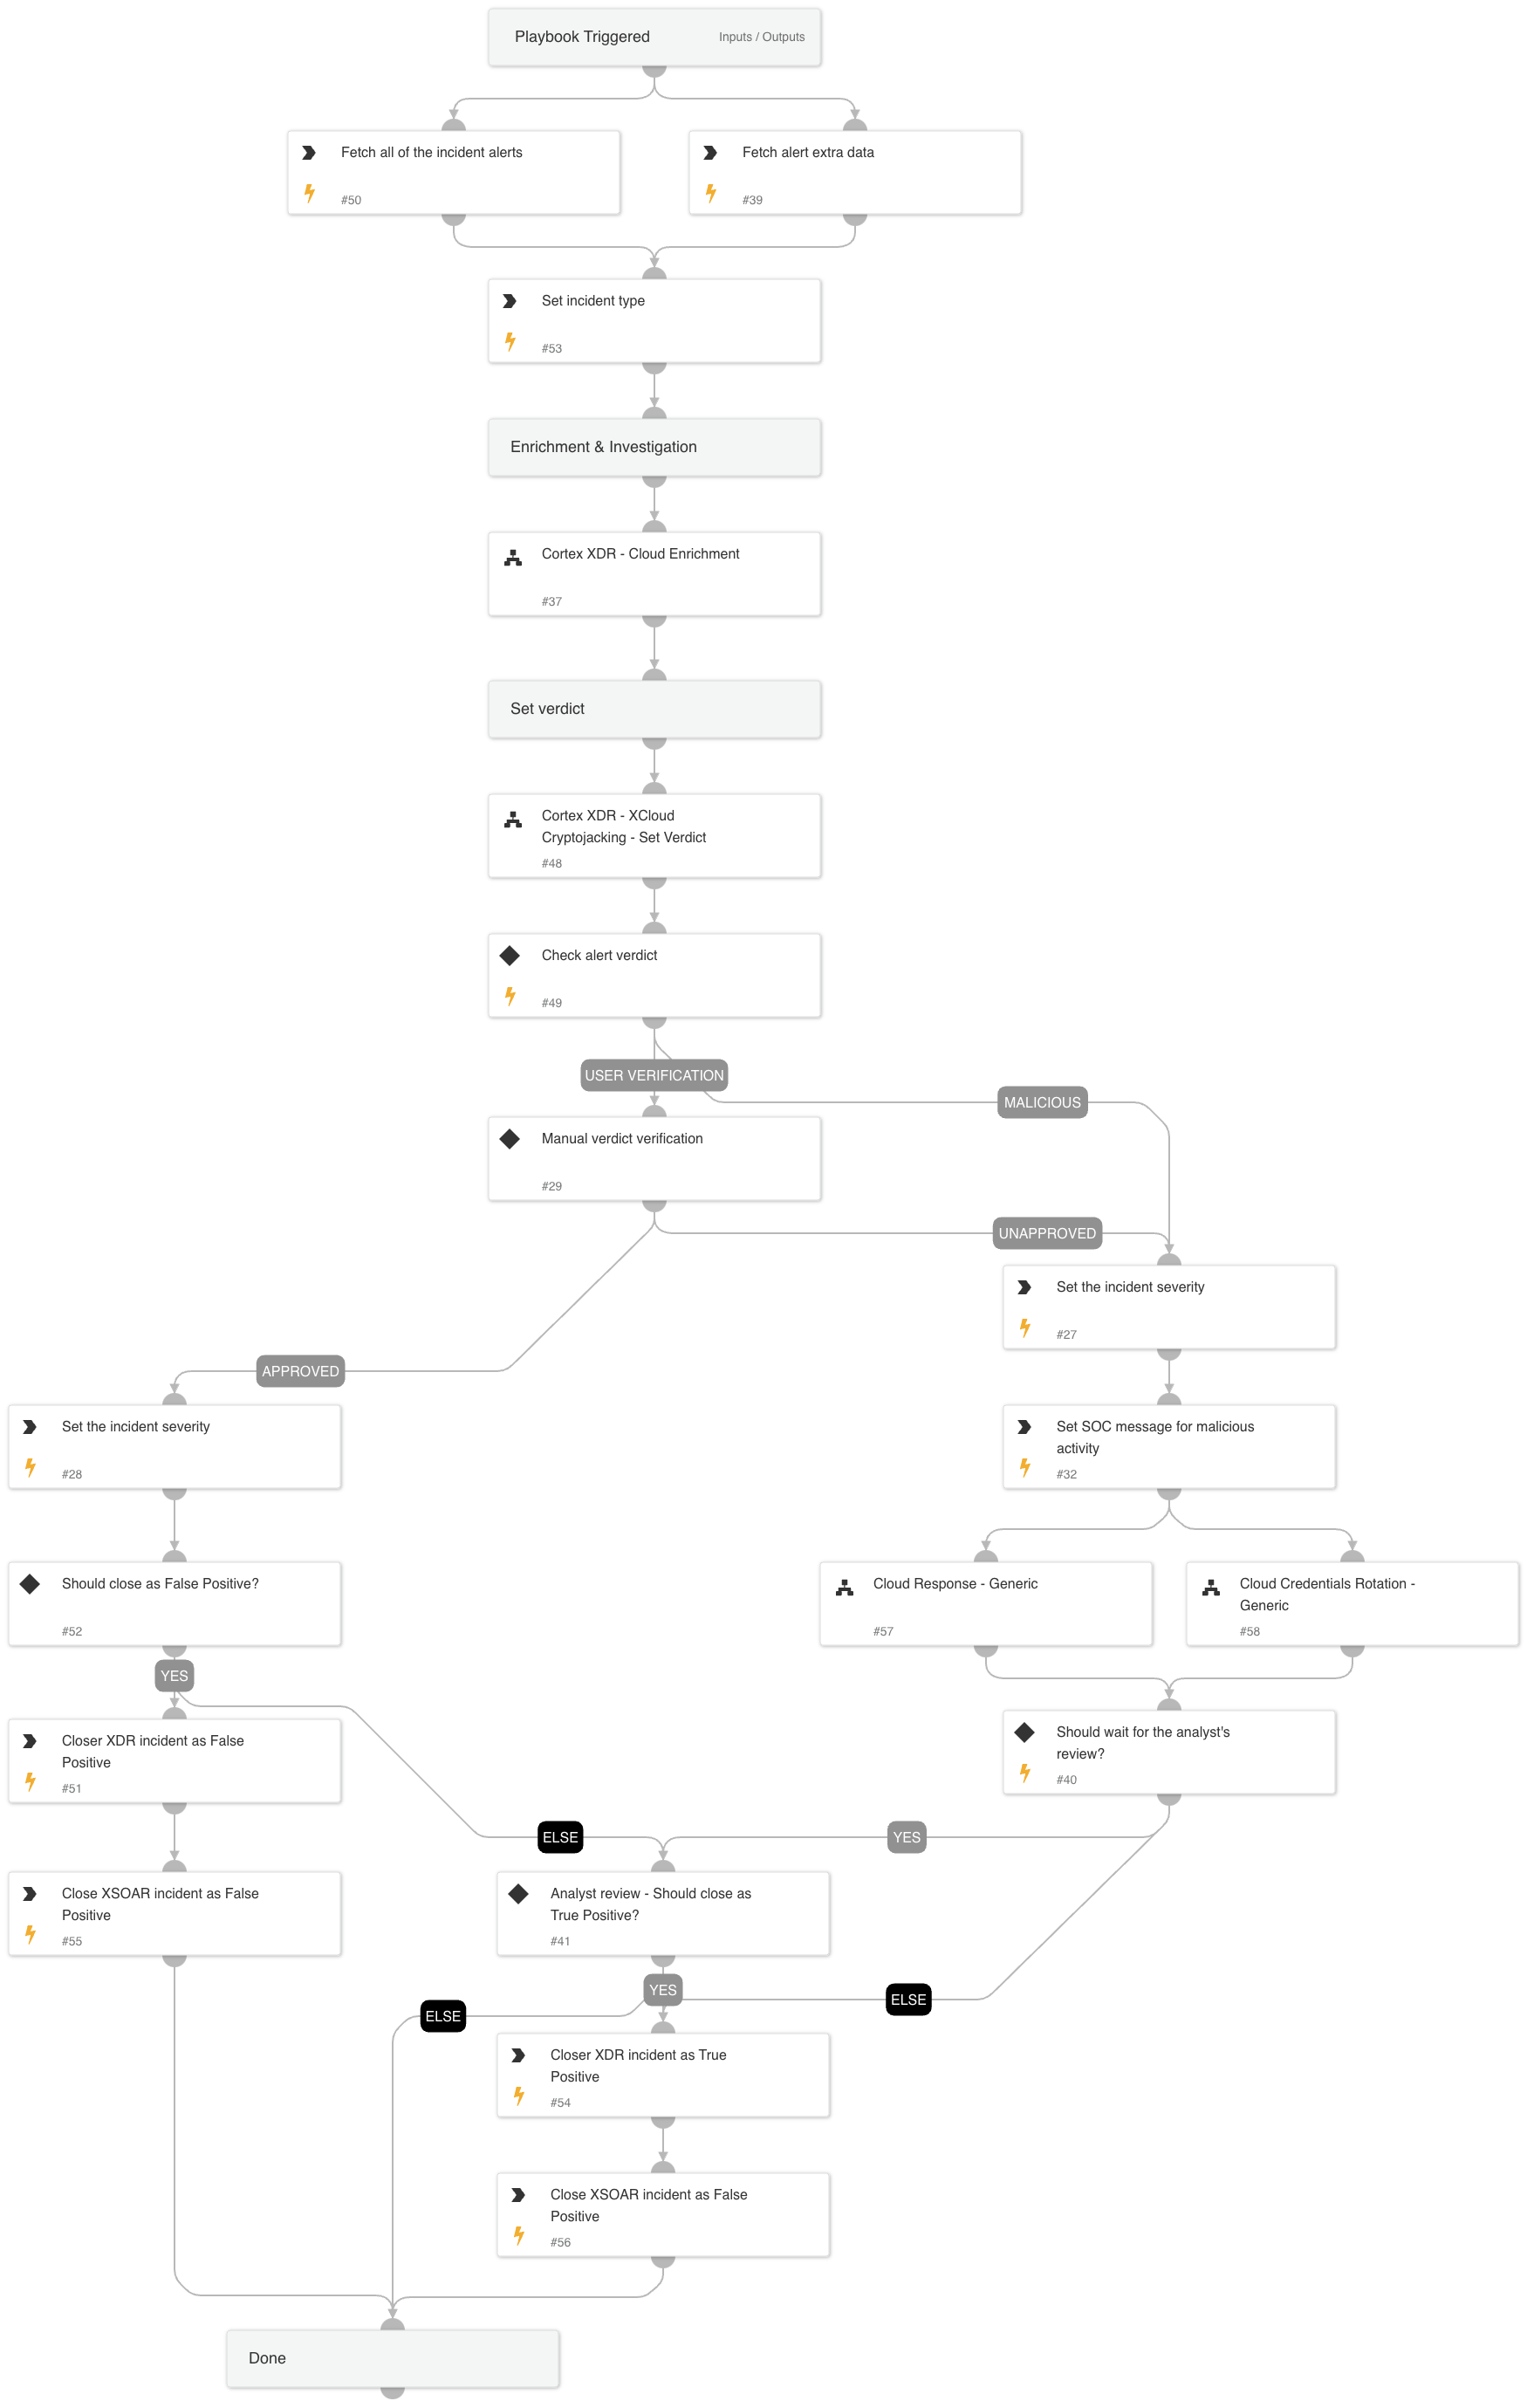 Playbook Triggered
Inputs / Outputs
Fetch all of the incident alerts
#50
Fetch alert extra data
#39
Set incident type
#53
Enrichment & Investigation
Cortex XDR - Cloud Enrichment
#37
Set verdict
Cortex XDR - XCloud
Cryptojacking - Set Verdict
#48
Check alert verdict
#49
USER VERIFICATION
MALICIOUS
Manual verdict verification
#29
UNAPPROVED
Set the incident severity
#27
APPROVED
Set the incident severity
#28
Set SOC message for malicious
activity
#32
Should close as False Positive?
#52
Cloud Response - Generic
#57
Cloud Credentials Rotation -
Generic
#58
YES
Closer XDR incident as False
Positive
#51
Should wait for the analyst's
review?
#40
ELSE
YES
Close XSOAR incident as False
Positive
#55
Analyst review - Should close as
True Positive?
#41
YES
ELSE
ELSE
Closer XDR incident as True
Positive
#54
Close XSOAR incident as False
Positive
#56
Done